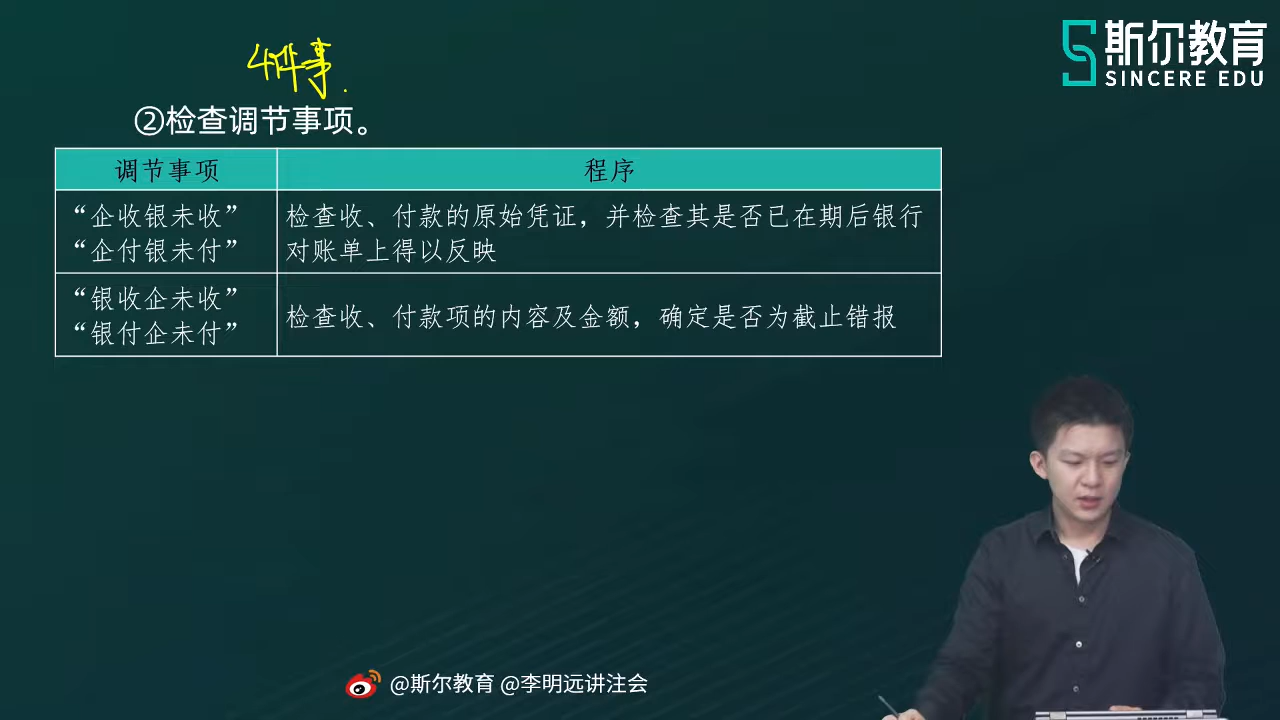 斯尔教育
SINCERE EDU
4件事.
②检查调节事项。
调节事项
程序
“企收银未收”
“企付银未付”
检查收、付款的原始凭证，并检查其是否已在期后银行
对账单上得以反映
“银收企未收”
“银付企未付”
检查收、付款项的内容及金额，确定是否为截止错报
@斯尔教育 @李明远讲注会